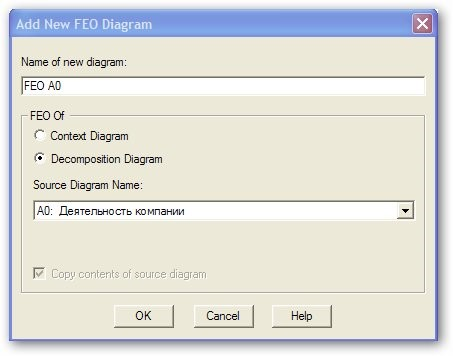 Add New FEO Diagram
Name of new diagram:
FEO A0
FEO Of
Context Diagram
Decomposition Diagram
Source Diagram Name:
A0: Деятельность компании
Copy contents of source diagram
OK Cancel Help